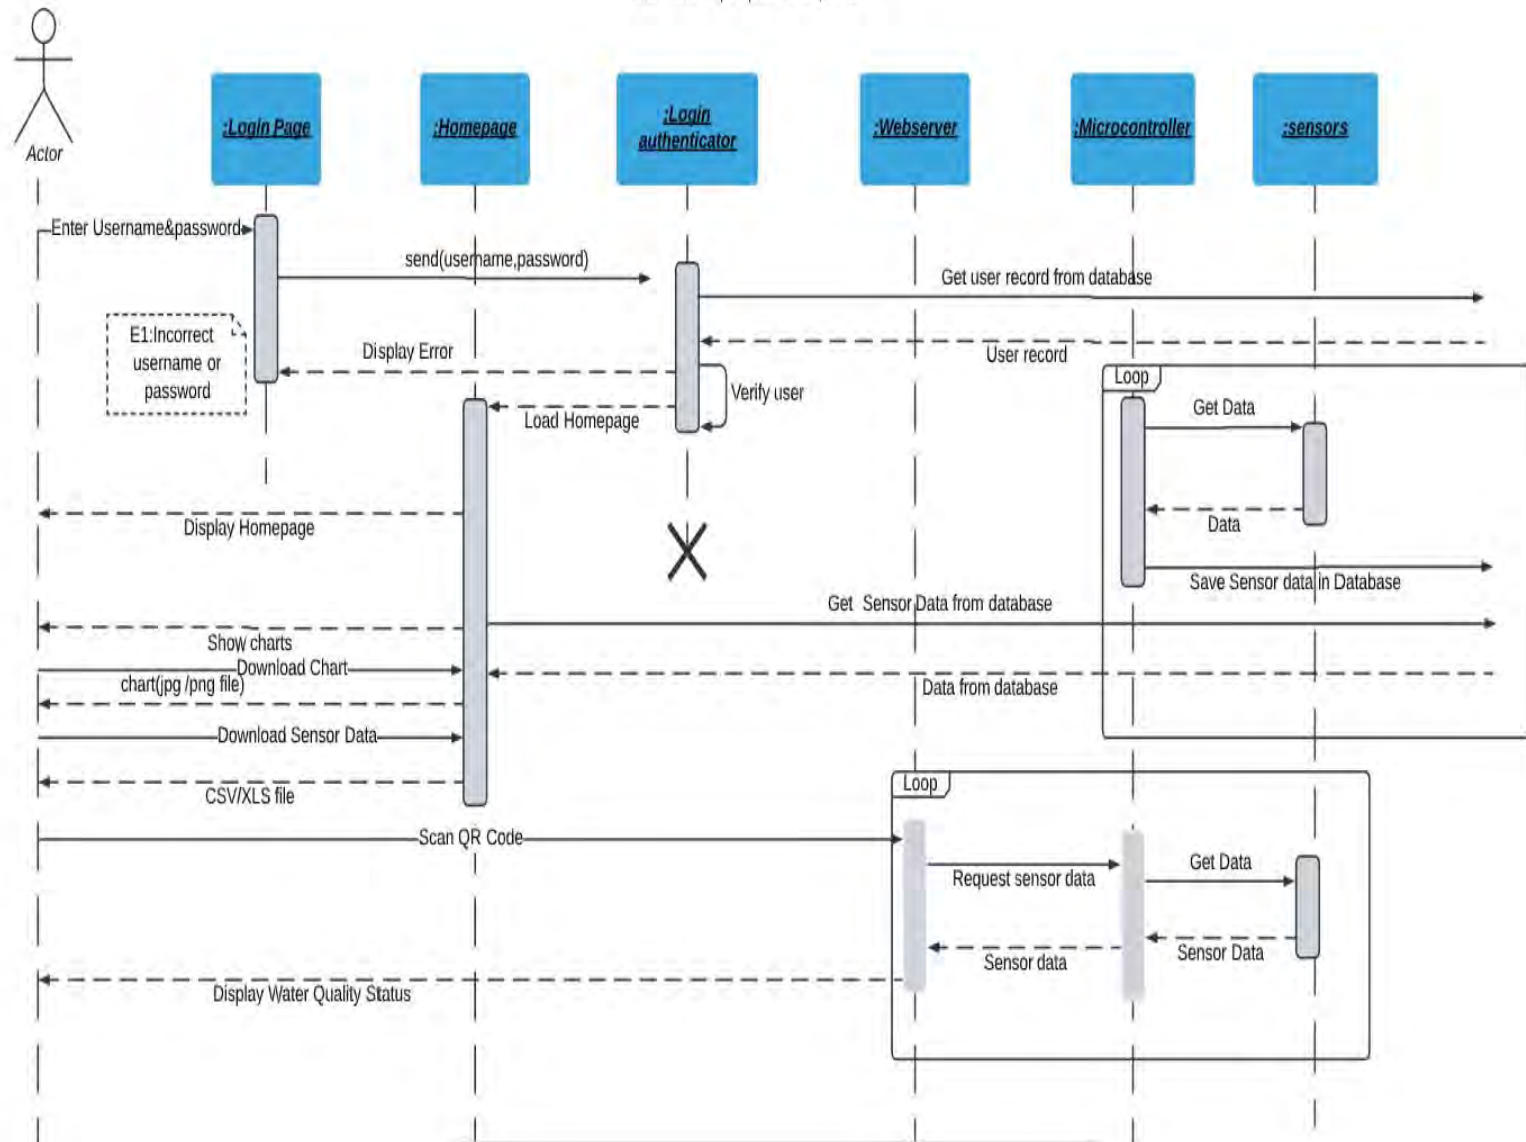 Actor
:Login Page
:Homepage
:Login
authenticator
:Webserver
:Microcontroller
:sensors
Enter Username&password
send(username,password)
Get user record from database
E1:Incorrect
username or
password
Display Error
User record
Verify user
Load Homepage
Loop
Get Data
Data
Display Homepage
Save Sensor data in Database
Get Sensor Data from database
Show charts
Download Chart
chart(jpg /png file)
Data from database
Download Sensor Data
CSV/XLS file
Loop
Scan QR Code
Request sensor data
Get Data
Sensor data
Sensor Data
Display Water Quality Status